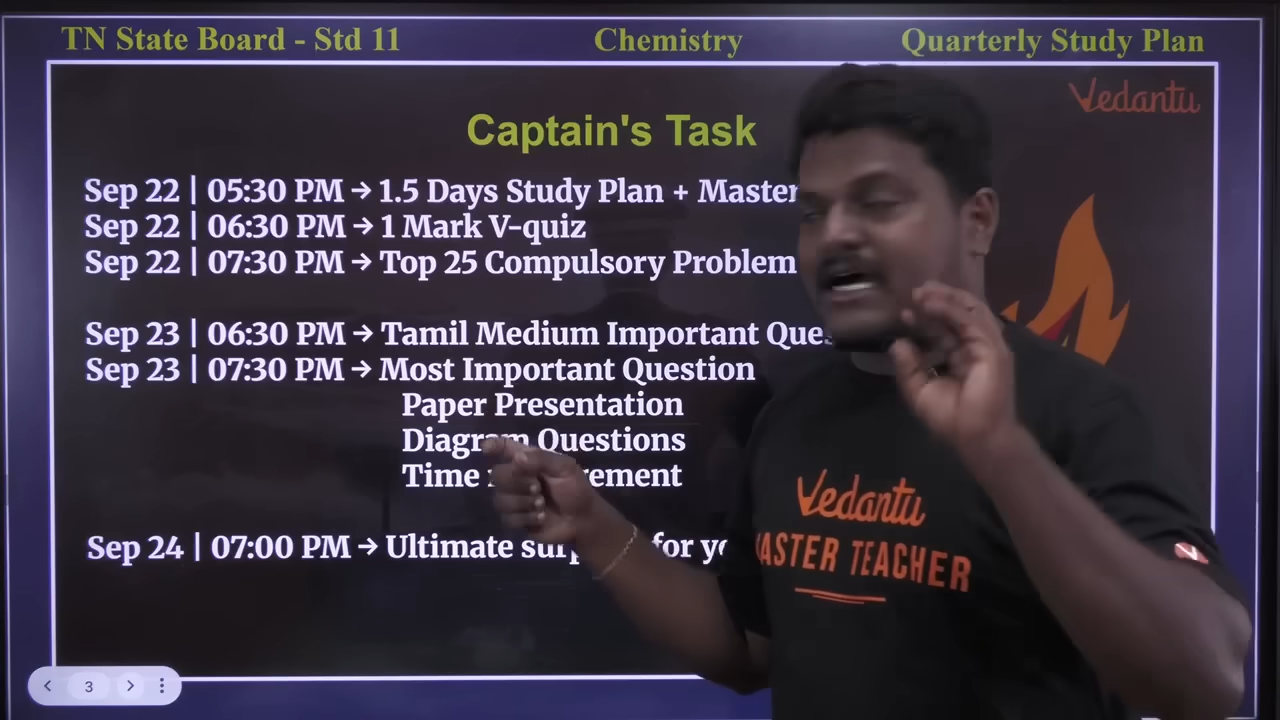 TN State Board - Std 11 Chemistry Quarterly Study Plan
Vedantu
Captain's Task
Sep 22 | 05:30 PM → 1.5 Days Study Plan + Master
Sep 22 | 06:30 PM → 1 Mark V-quiz
Sep 22 | 07:30 PM → Top 25 Compulsory Problem
Sep 23 | 06:30 PM → Tamil Medium Important
Sep 23 | 07:30 PM → Most Important Question
Paper Presentation
Diagram Questions
Time
Sep 24 | 07:00 PM → Ultimate for
Vedantu
MASTER TEACHER
3